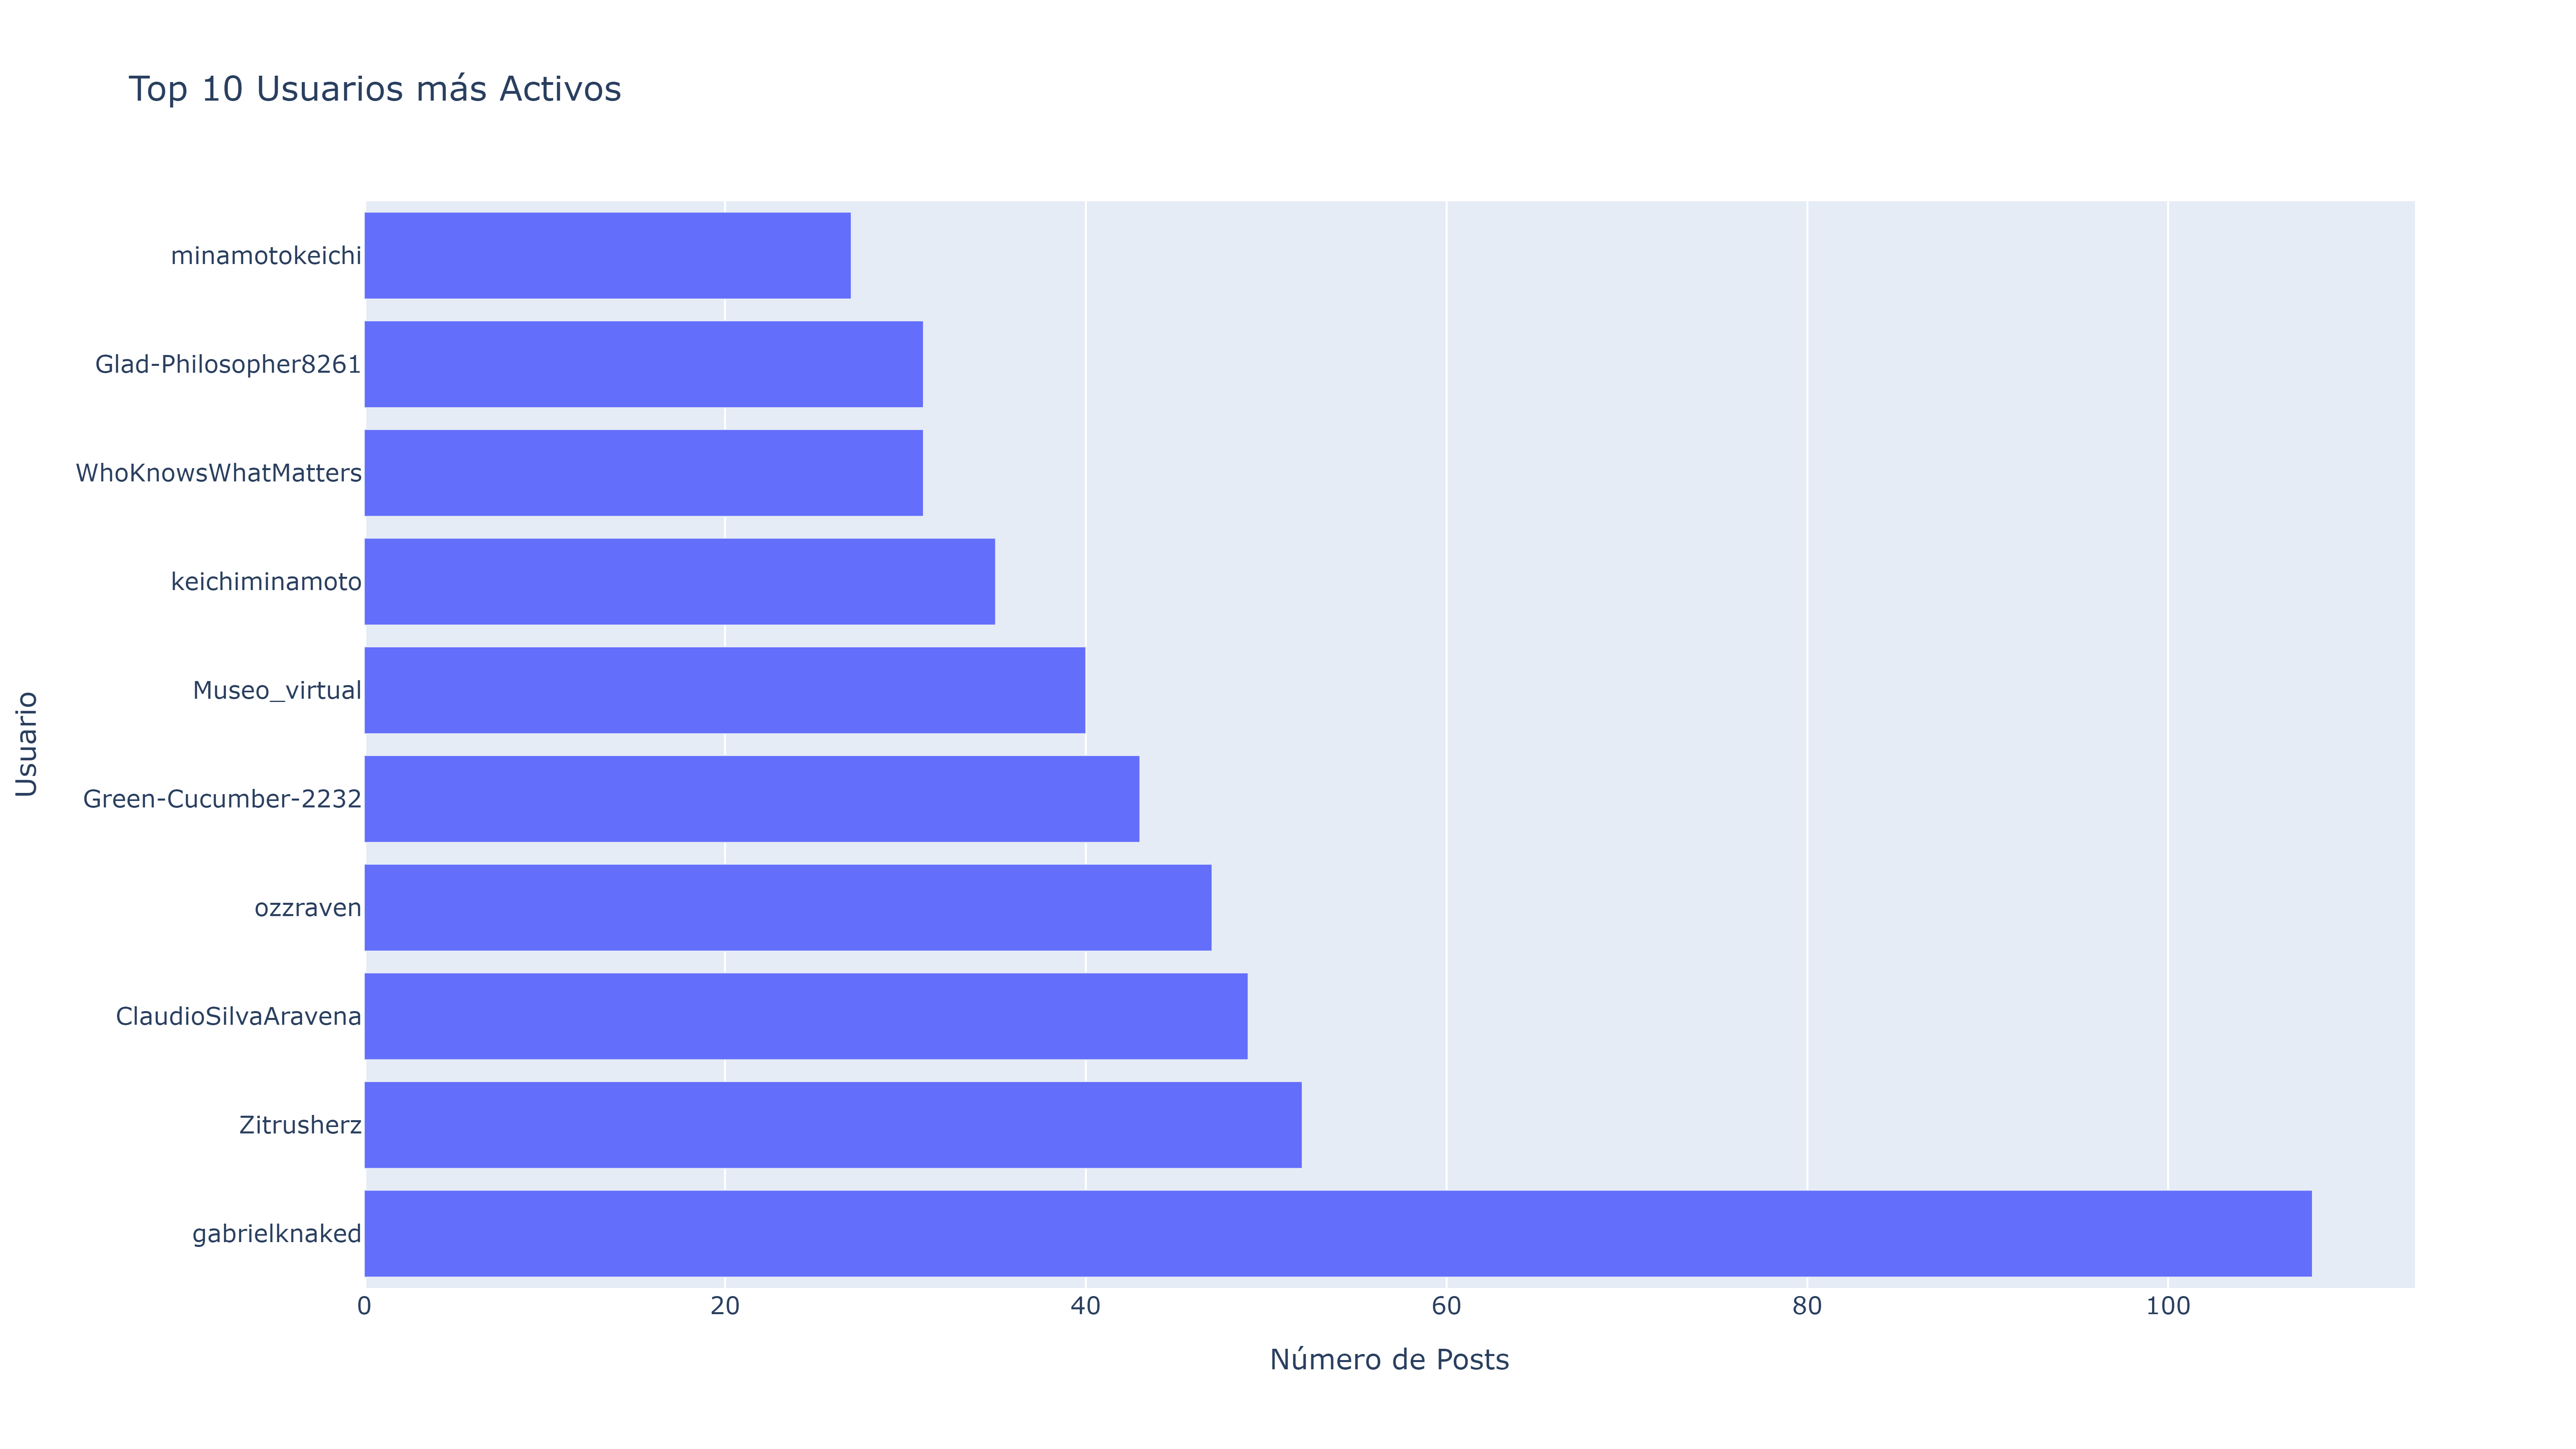 Top 10 Usuarios más Activos
minamotokeichi
Glad-Philosopher8261
WhoKnowsWhatMatters
keichiminamoto
Museo_virtual
Green-Cucumber-2232
ozzraven
ClaudioSilvaAravena
Zitrusherz
gabrielknaked
Usuario
0 20 40 60 80 100
Número de Posts